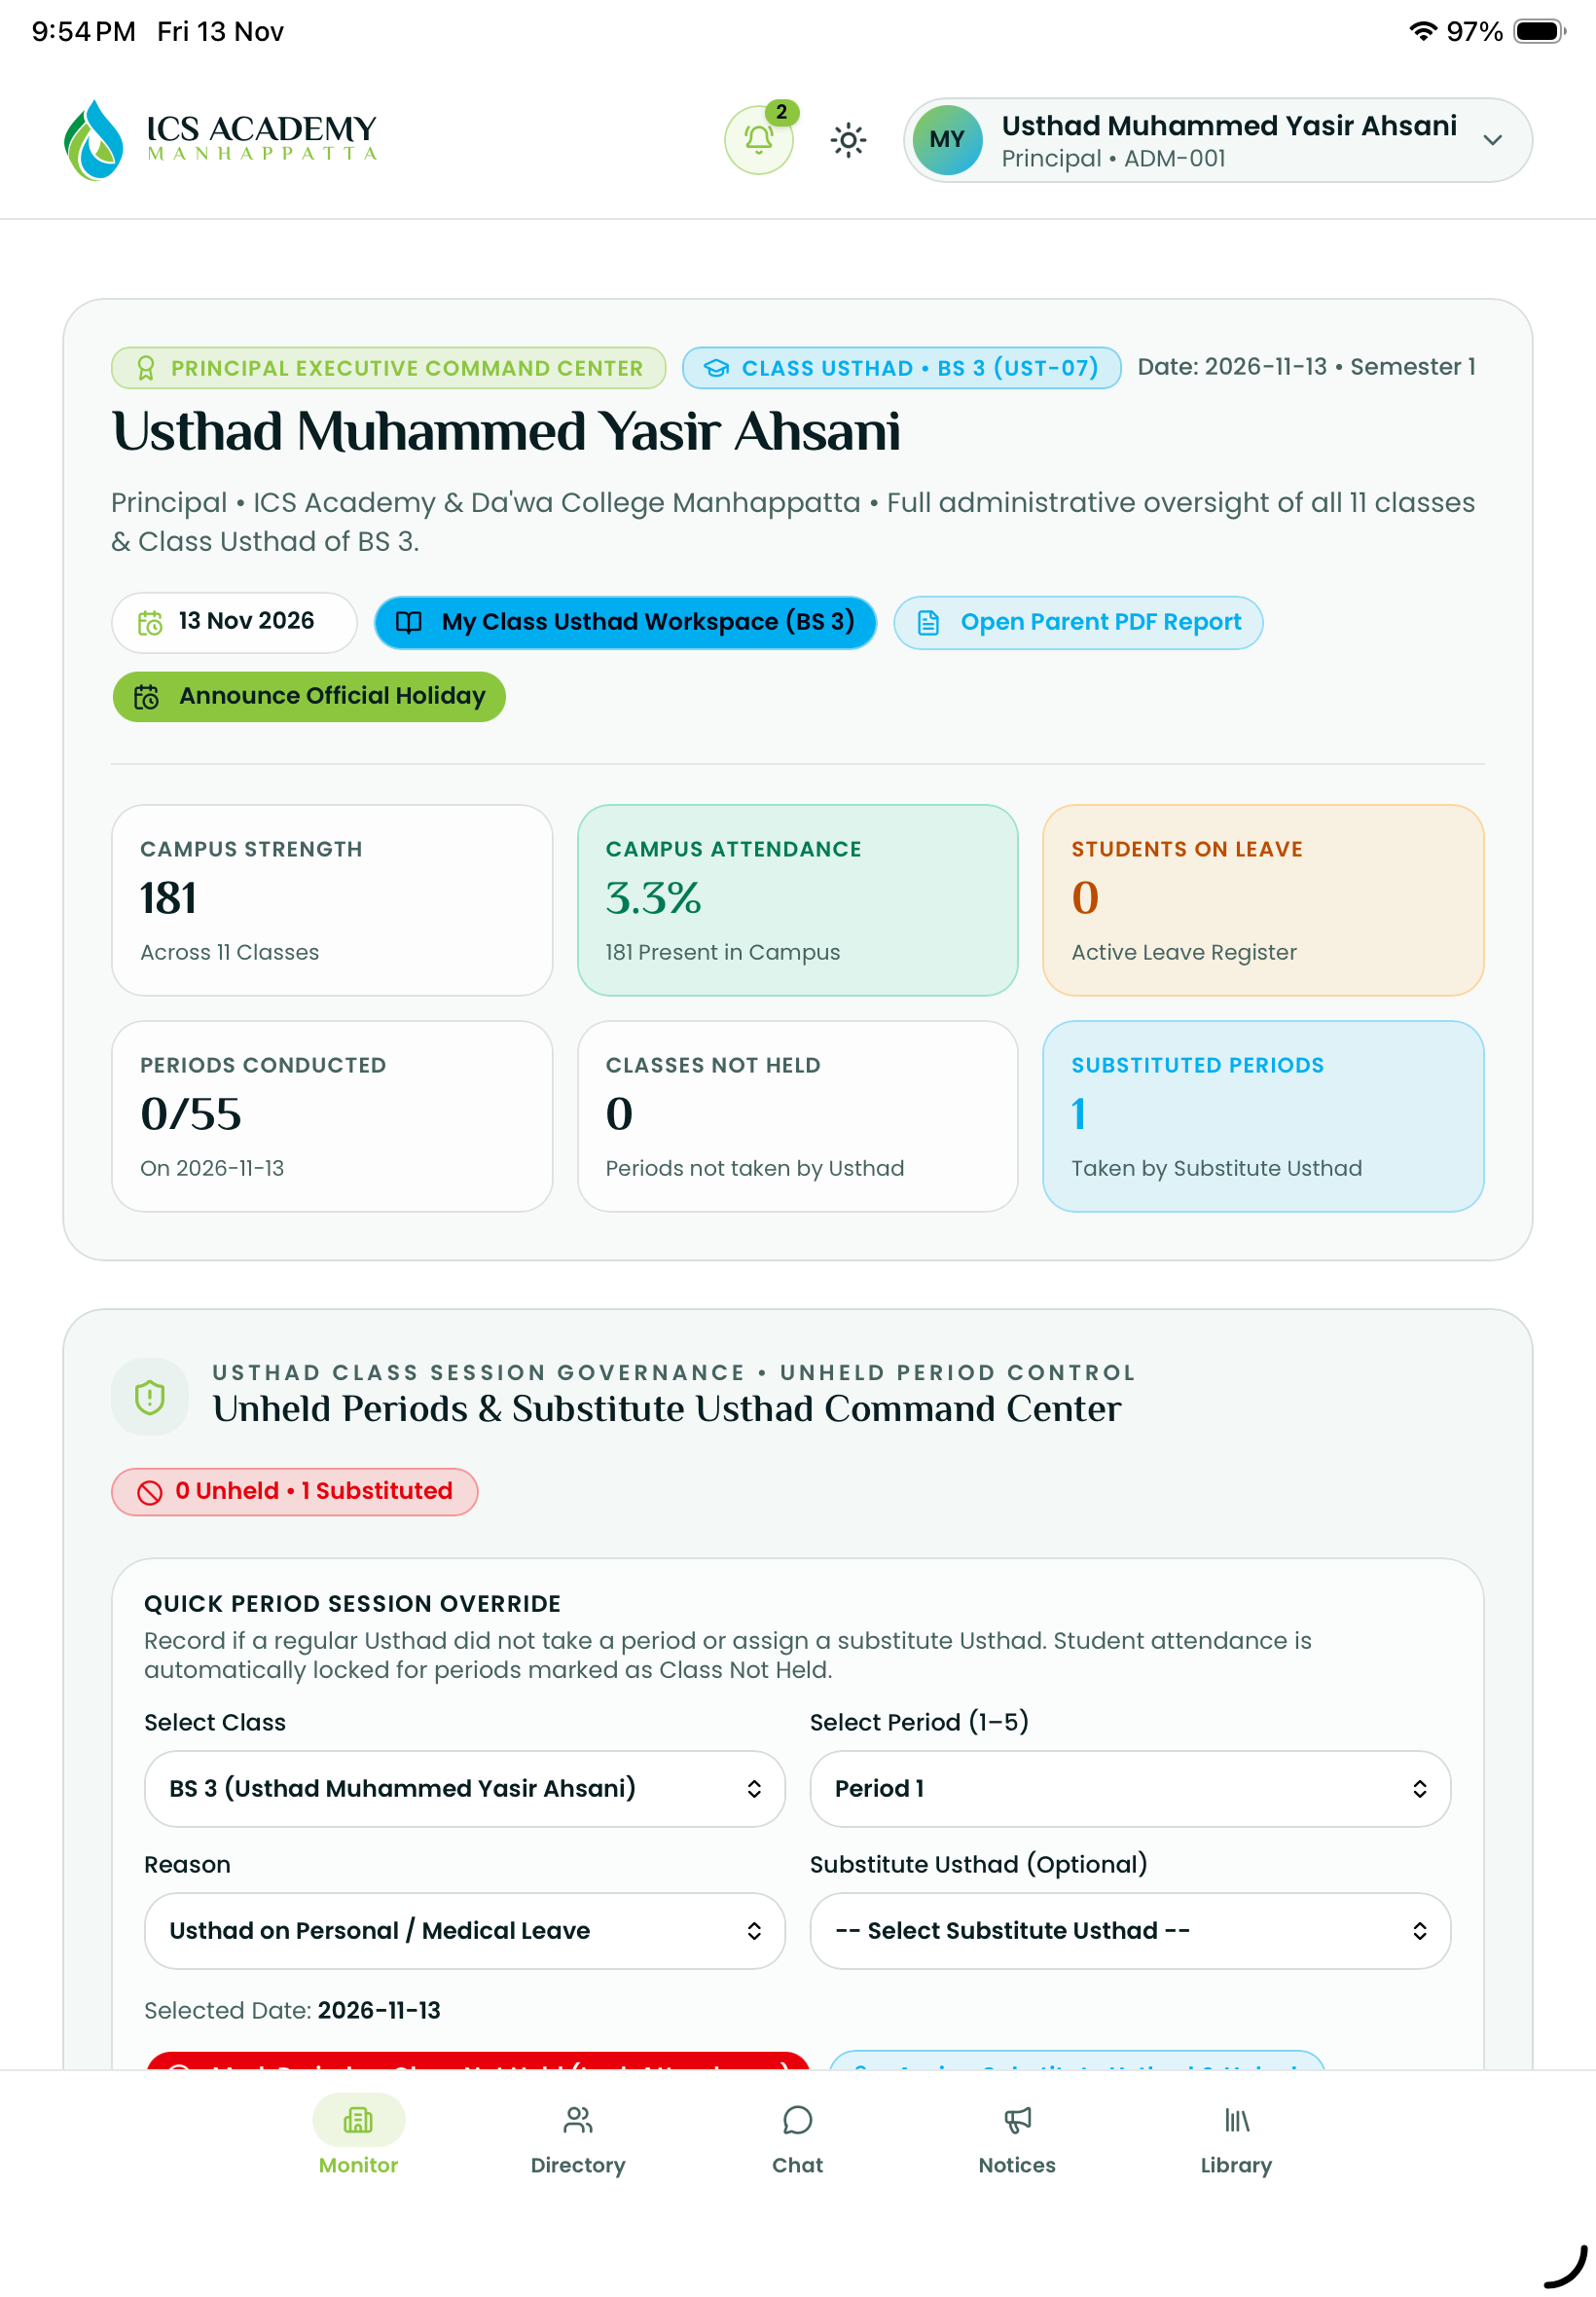 9:54 PM Fri 13 Nov
97%
ICS ACADEMY
MANHAPPATTA
2
MY
Usthad Muhammed Yasir Ahsani
Principal • ADM-001
PRINCIPAL EXECUTIVE COMMAND CENTER
CLASS USTHAD • BS 3 (UST-07)
Date: 2026-11-13 • Semester 1
Usthad Muhammed Yasir Ahsani
Principal • ICS Academy & Da'wa College Manhappatta • Full administrative oversight of all 11 classes
& Class Usthad of BS 3.
13 Nov 2026
My Class Usthad Workspace (BS 3)
Open Parent PDF Report
Announce Official Holiday
CAMPUS STRENGTH
181
Across 11 Classes
CAMPUS ATTENDANCE
3.3%
181 Present in Campus
STUDENTS ON LEAVE
0
Active Leave Register
PERIODS CONDUCTED
0/55
On 2026-11-13
CLASSES NOT HELD
0
Periods not taken by Usthad
SUBSTITUTED PERIODS
1
Taken by Substitute Usthad
USTHAD CLASS SESSION GOVERNANCE • UNHELD PERIOD CONTROL
Unheld Periods & Substitute Usthad Command Center
0 Unheld • 1 Substituted
QUICK PERIOD SESSION OVERRIDE
Record if a regular Usthad did not take a period or assign a substitute Usthad. Student attendance is
automatically locked for periods marked as Class Not Held.
Select Class
BS 3 (Usthad Muhammed Yasir Ahsani)
Select Period (1–5)
Period 1
Reason
Usthad on Personal / Medical Leave
Substitute Usthad (Optional)
-- Select Substitute Usthad --
Selected Date: 2026-11-13
Monitor
Directory
Chat
Notices
Library